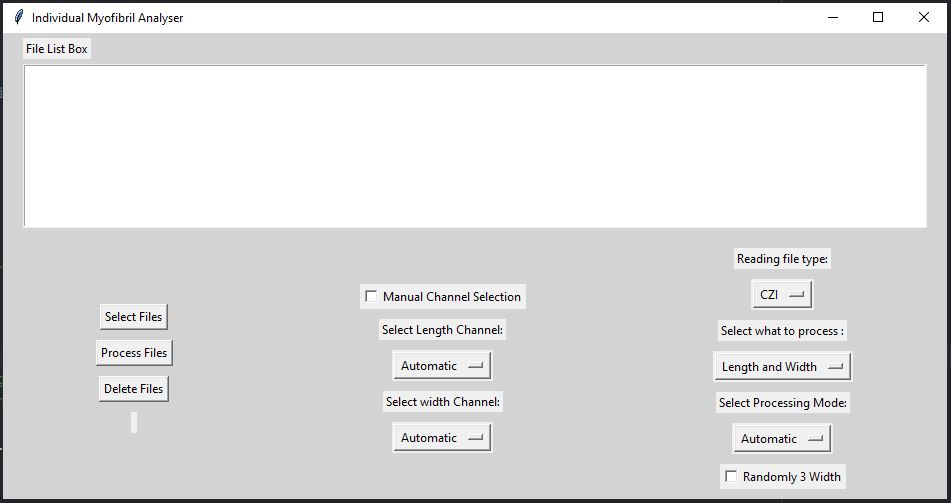 Individual Myofibril Analyser
File List Box
Select Files
Process Files
Delete Files
Manual Channel Selection
Select Length Channel:
Automatic
Select width Channel:
Automatic
Reading file type:
CZI
Select what to process :
Length and Width
Select Processing Mode:
Automatic
Randomly 3 Width